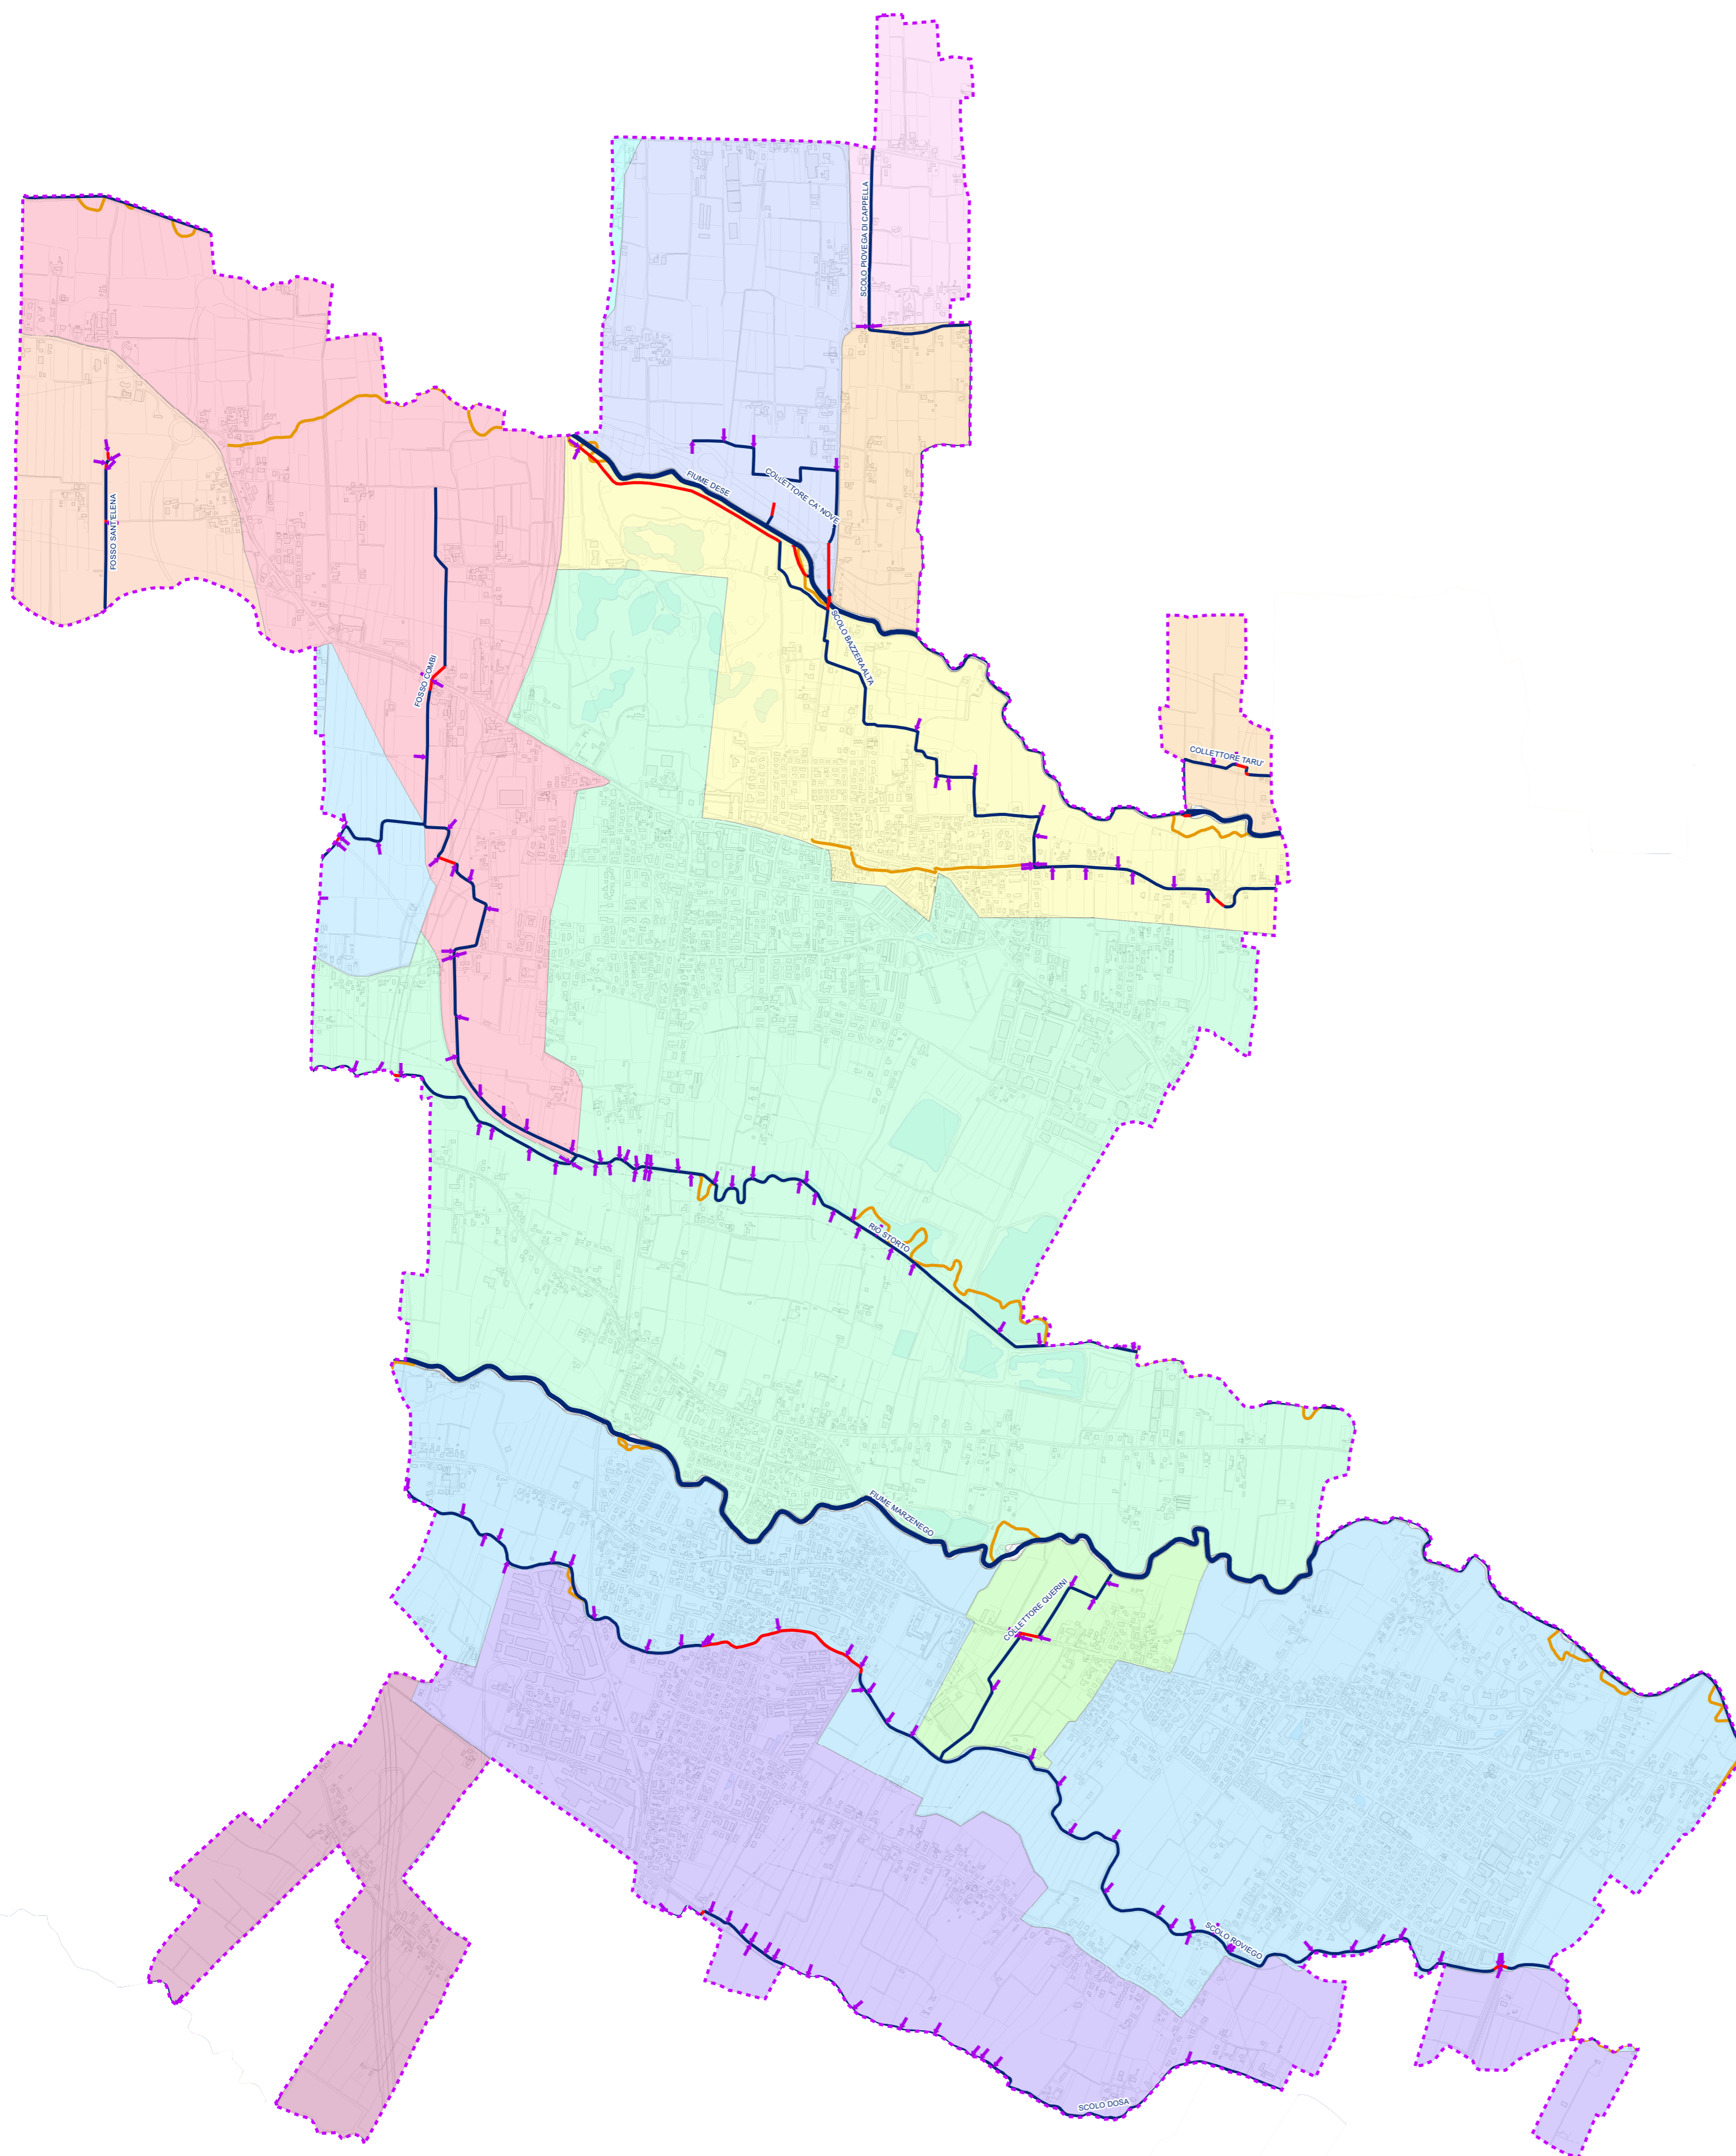 SCOLO PIOVEGA DI CAPPELLA
FIUME DESE
COLLETTORE CA' NOVE
FOSSO SANT'ELENA
SCOLO BAZZERA ALTA
FOSSO COMBI
COLLETTORE TARU'
RIO STORTO
FIUME MARZENEGO
COLLETTORE QUERINI
SCOLO ROVIEGO
SCOLO DOSA